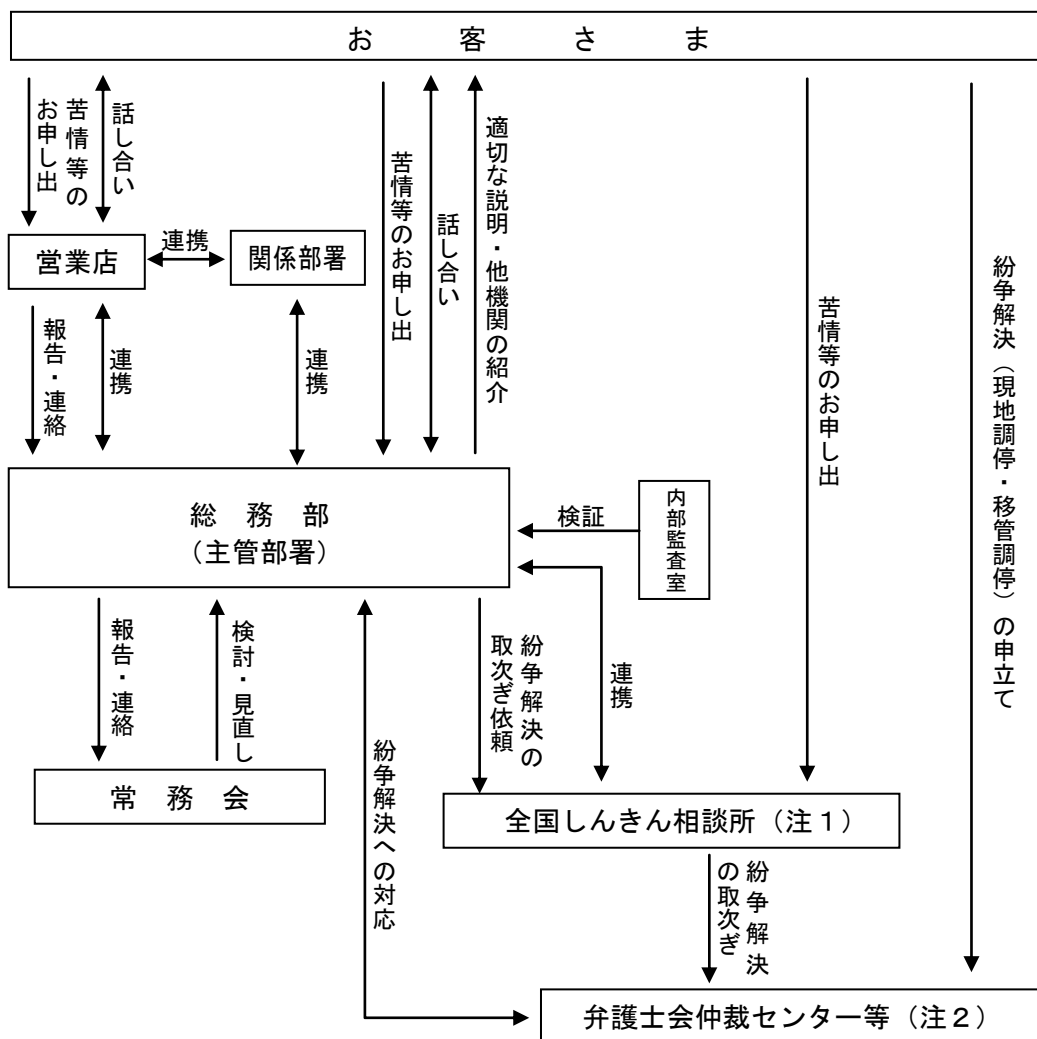 お客さま
苦情等の
お申し出
話し合い
苦情等のお申し出
話し合い
適切な説明・他機関の紹介
苦情等のお申し出
紛争解決（現地調停・移管調停）の申立て
営業店
連携
関係部署
報告・連絡
連携
連携
総務部
（主管部署）
検証
内部監査室
報告・連絡
検討・見直し
紛争解決への対応
紛争解決の
取次ぎ依頼
連携
常務会
全国しんきん相談所（注１）
紛争解決
の取次ぎ
弁護士会仲裁センター等（注２）